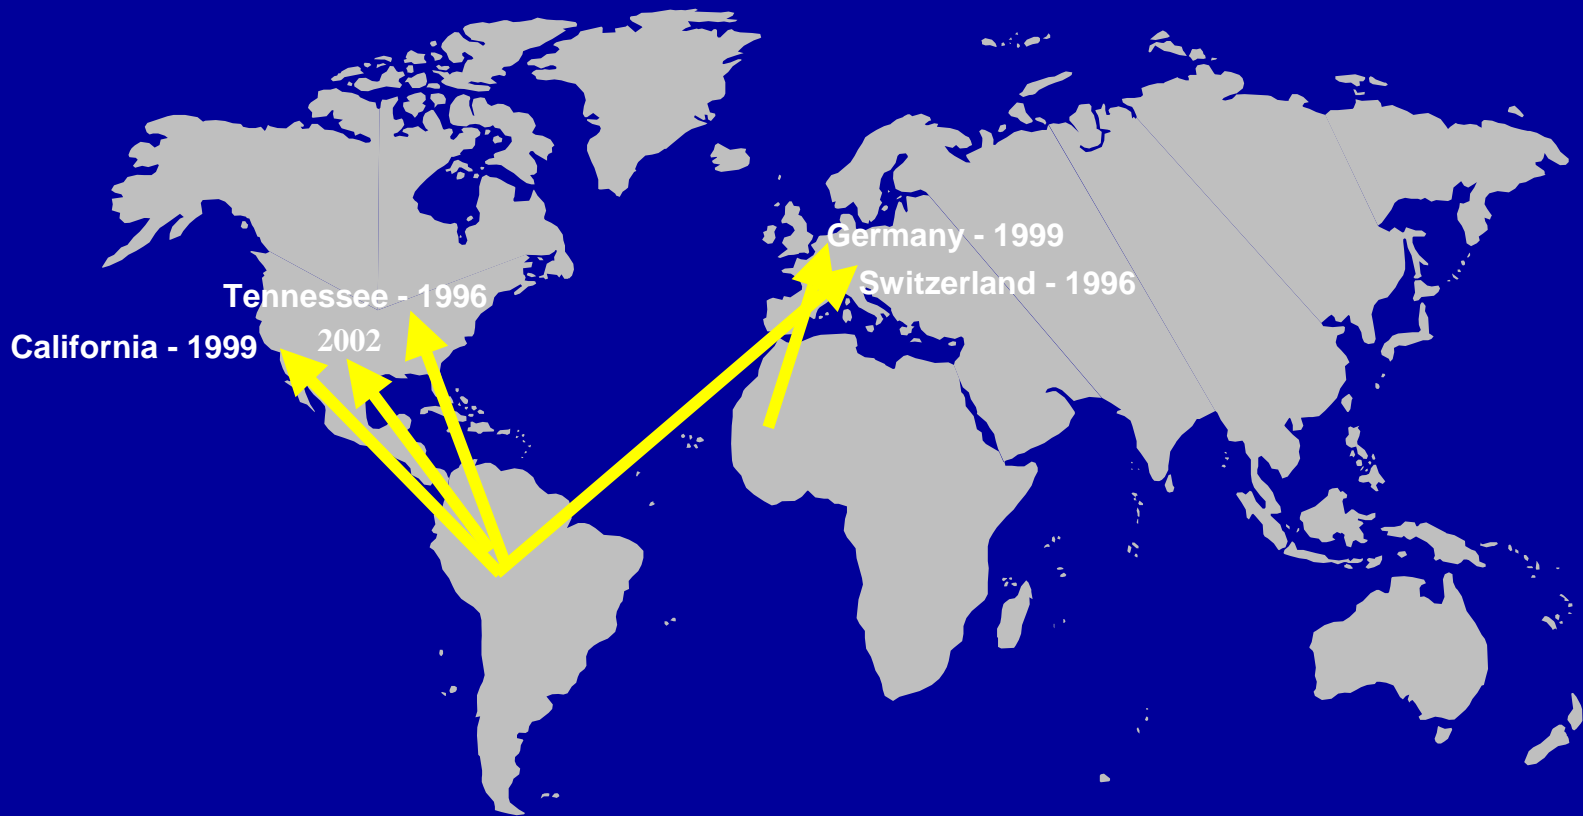 Germany - 1999
Switzerland - 1996
Tennessee - 1996
2002
California - 1999